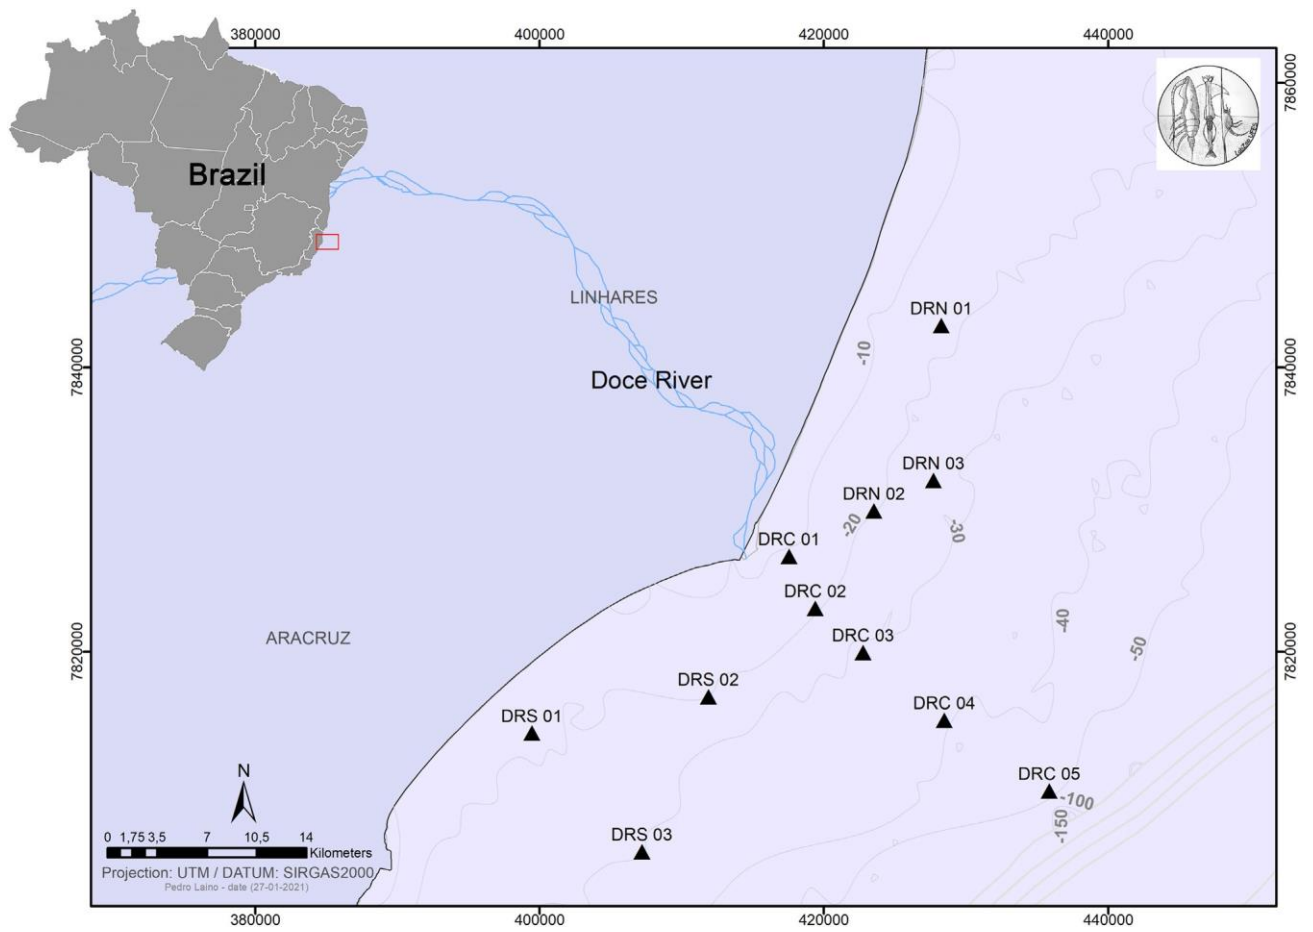 380000
400000
420000
440000
7860000
7860000
LabZoo UFES
Brazil
LINHARES
DRN 01
-10
7840000
7840000
Doce River
DRN 03
DRN 02
-20
-30
DRC 01
DRC 02
-40
ARACRUZ
DRC 03
-50
7820000
7820000
DRS 02
DRC 04
DRS 01
N
DRC 05
-100
-150
DRS 03
0 1,75 3,5 7 10,5 14
Kilometers
Projection: UTM / DATUM: SIRGAS2000
Pedro Laino - date (27-01-2021)
380000
400000
420000
440000